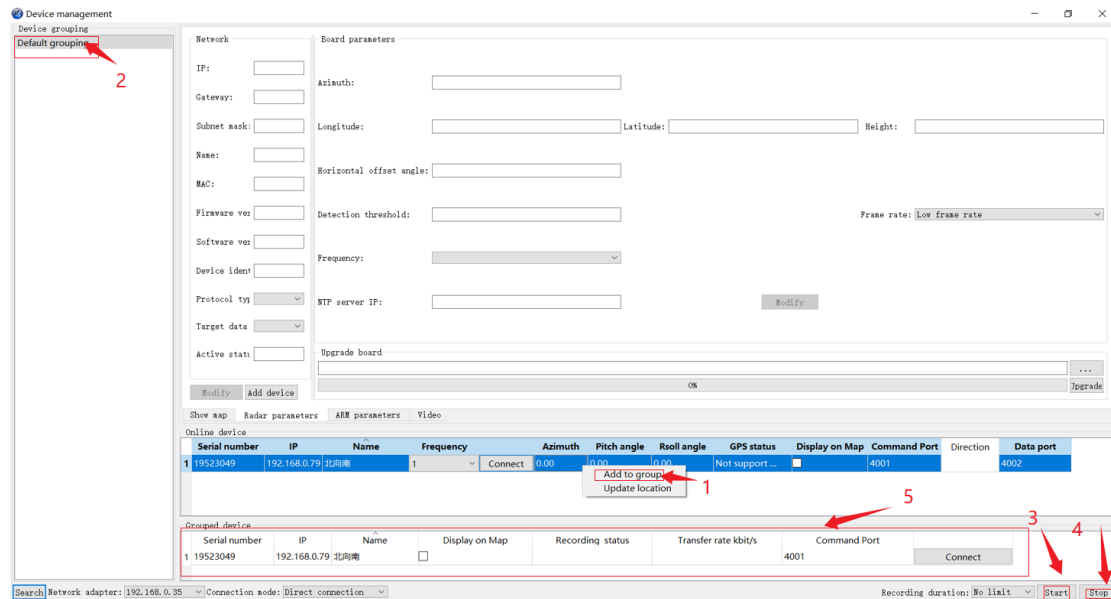 Device management
Device grouping
Default grouping
2
Network
IP:
Gateway:
Subnet mask:
Name:
MAC:
Firmware ver
Software ver
Device ident
Protocol typ
Target data
Active statu
Modify
Add device
Board parameters
Azimuth:
Longitude:
Latitude:
Height:
Horizontal offset angle:
Detection threshold:
Frame rate: Low frame rate
Frequency:
NTP server IP:
Modify
Upgrade board
...
0%
Upgrade
Show map Radar parameters ARM parameters Video
Online device
Serial number IP Name Frequency Azimuth Pitch angle Rsoll angle GPS status Display on Map Command Port Direction Data port
1 19523049 192.168.0.79 北向南 1 Connect 0.00 0.00 0.00 Not support ... 4001 4002
Add to group
Update location
1
5
3
4
Grouped device
Serial number IP Name Display on Map Recording status Transfer rate kbit/s Command Port
1 19523049 192.168.0.79 北向南 4001 Connect
Search Network adapter: 192.168.0.35 Connection mode: Direct connection Recording duration: No limit Start Stop